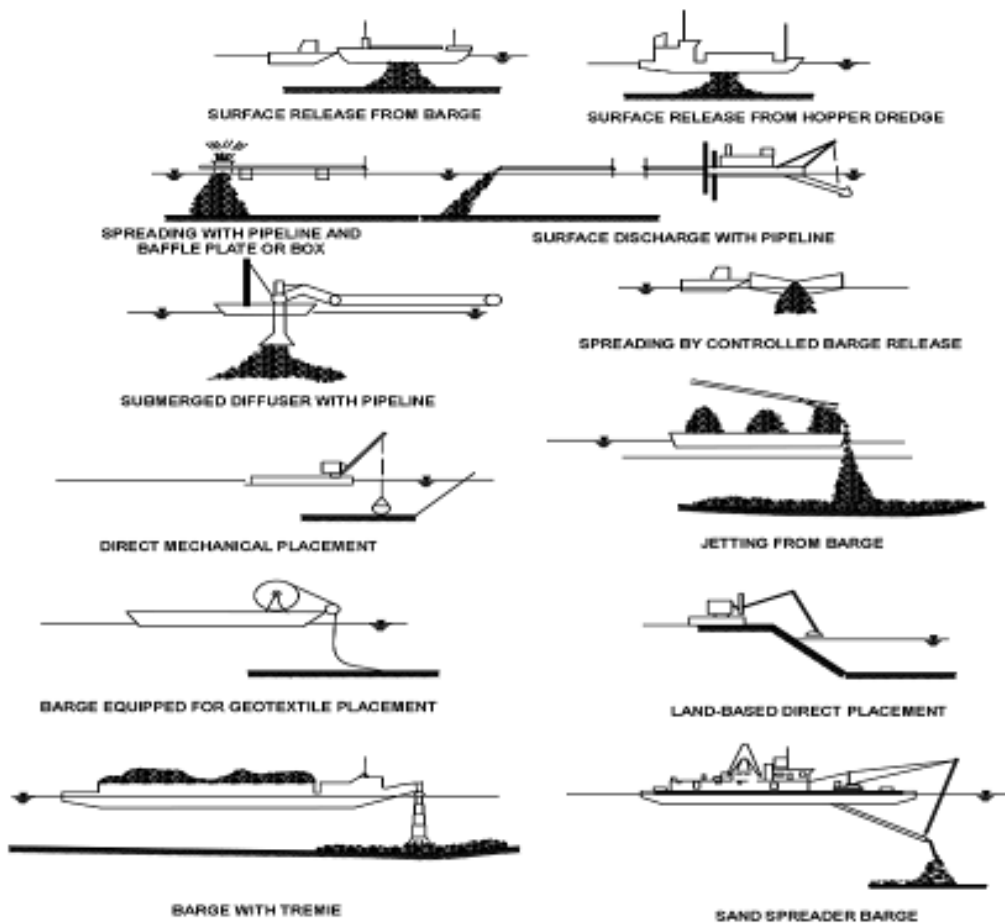 SURFACE RELEASE FROM BARGE
SURFACE RELEASE FROM HOPPER DREDGE
SPREADING WITH PIPELINE AND
BAFFLE PLATE OR BOX
SURFACE DISCHARGE WITH PIPELINE
SPREADING BY CONTROLLED BARGE RELEASE
SUBMERGED DIFFUSER WITH PIPELINE
DIRECT MECHANICAL PLACEMENT
JETTING FROM BARGE
BARGE EQUIPPED FOR GEOTEXTILE PLACEMENT
LAND-BASED DIRECT PLACEMENT
BARGE WITH TREMIE
SAND SPREADER BARGE